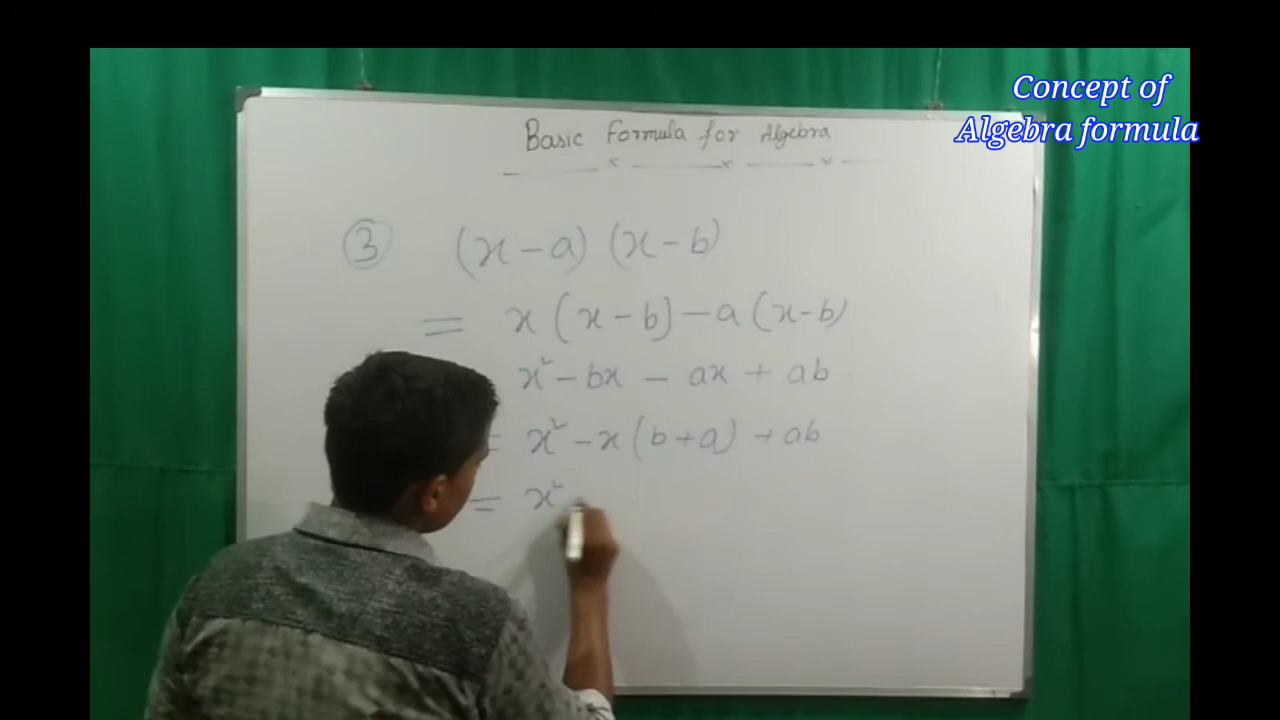 Concept of
Algebra formula
Basic Formula for Algebra
③ (x-a) (x-b)
= x (x-b) - a (x-b)
x² - bx - ax + ab
= x² - x (b+a) + ab
= x²